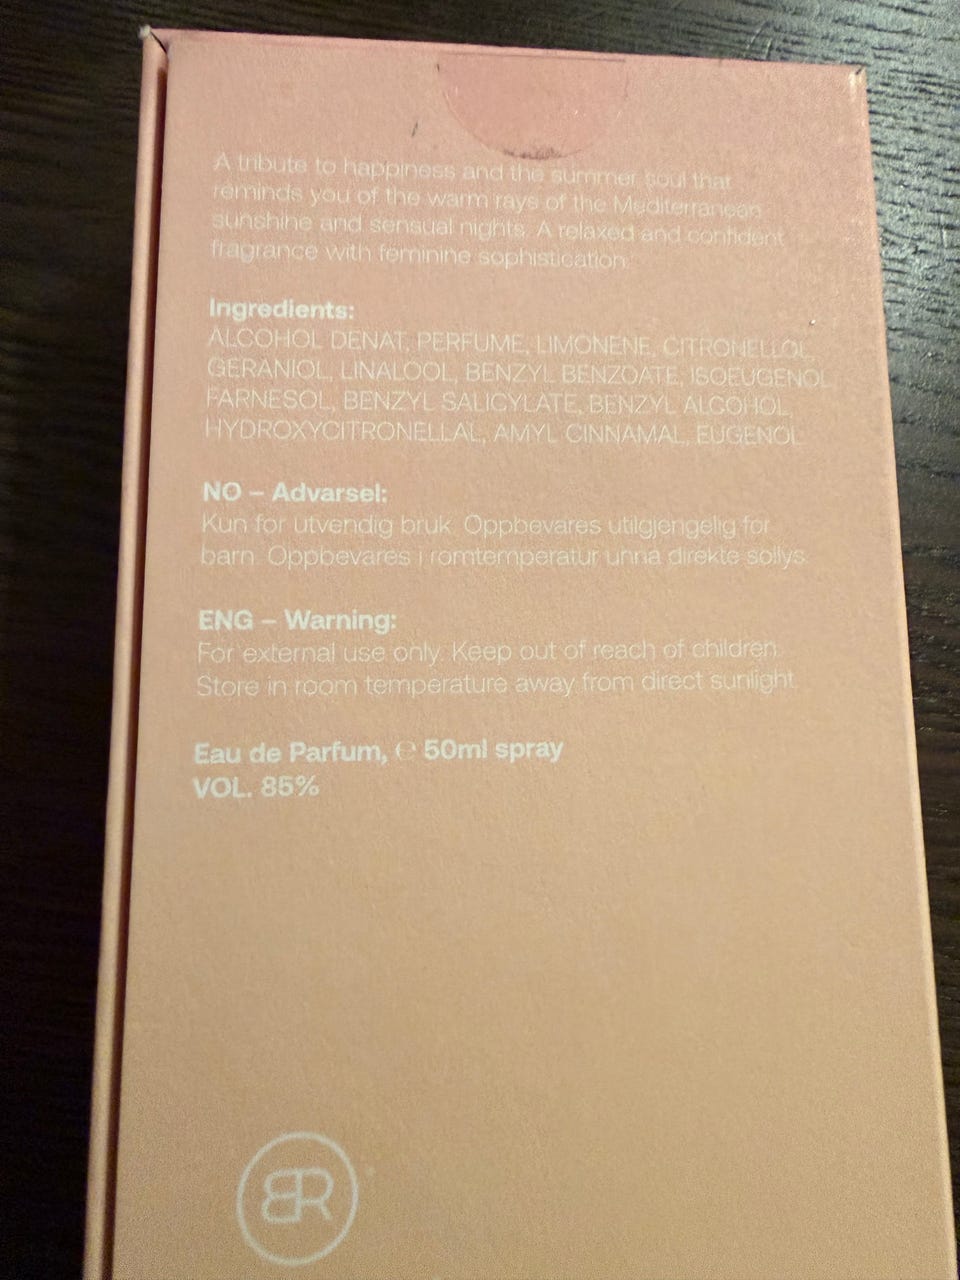 A tribute to happiness and the summer soul that
reminds you of the warm rays of the Mediterranean
sunshine and sensual nights. A relaxed and confident
fragrance with feminine sophistication.
Ingredients:
ALCOHOL DENAT, PERFUME, LIMONENE, CITRONELLOL,
GERANIOL, LINALOOL, BENZYL BENZOATE, ISOEUGENOL
FARNESOL, BENZYL SALICYLATE, BENZYL ALCOHOL,
HYDROXYCITRONELLAL, AMYL CINNAMAL, EUGENOL
NO – Advarsel:
Kun for utvendig bruk. Oppbevares utilgjengelig for
barn. Oppbevares i romtemperatur unna direkte sollys.
ENG – Warning:
For external use only. Keep out of reach of children.
Store in room temperature away from direct sunlight.
Eau de Parfum, ℮ 50ml spray
VOL. 85%
BR